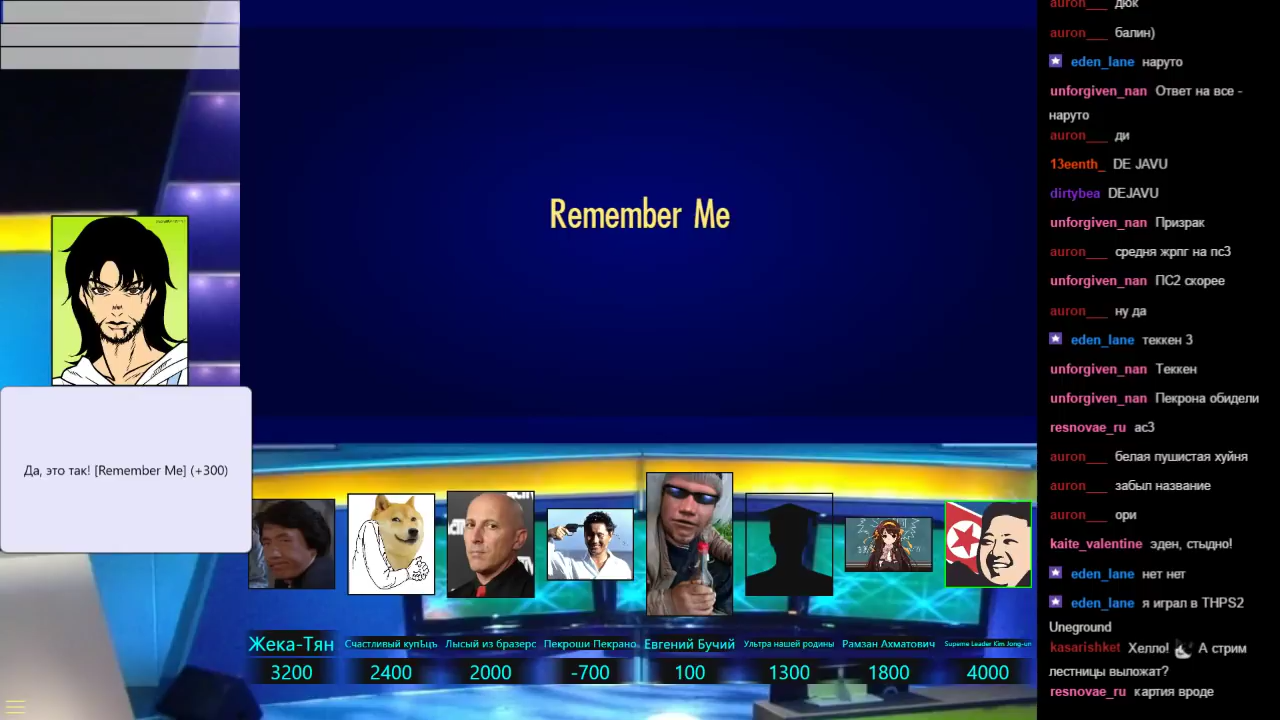 Remember Me
Да, это так! [Remember Me] (+300)
Жека-Тян
Счастливый купЪцъ
Лысый из бразерс
Пекроши Пекрано
Евгений Бучий
Ультра нашей родины
Рамзан Ахматович
Supeme Leader Kim Jong-un
3200
2400
2000
-700
100
1300
1800
4000
auron___ дюк
auron___ балин)
eden_lane наруто
unforgiven_nan Ответ на все -
наруто
auron___ ди
13eenth_ DE JAVU
dirtybea DEJAVU
unforgiven_nan Призрак
auron___ средня жрпг на пс3
unforgiven_nan ПС2 скорее
auron___ ну да
eden_lane теккен 3
unforgiven_nan Теккен
unforgiven_nan Пекрона обидели
resnovae_ru ас3
auron___ белая пушистая хуйня
auron___ забыл название
auron___ ори
kaite_valentine эден, стыдно!
eden_lane нет нет
eden_lane я играл в THPS2
Uneground
kasarishket Хелло! А стрим
лестницы выложат?
resnovae_ru картия вроде